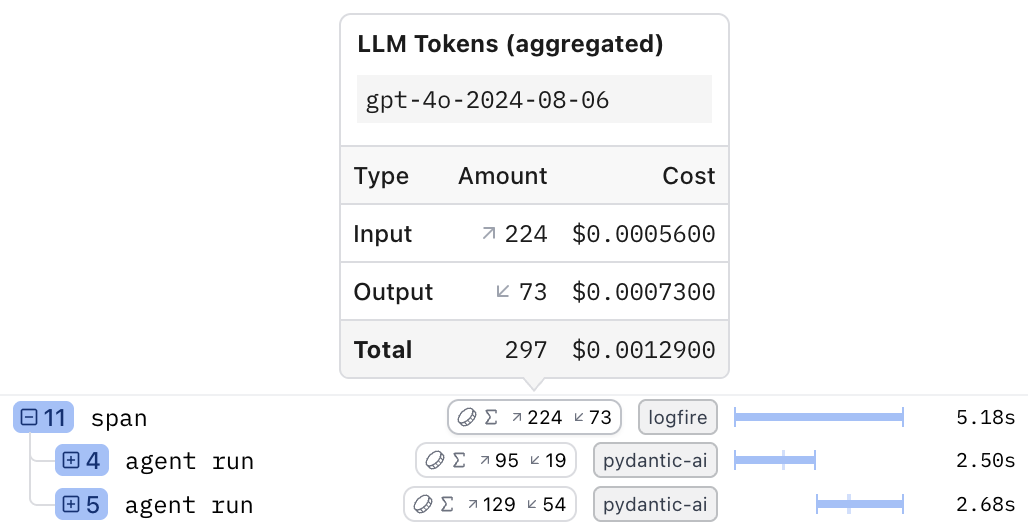 LLM Tokens (aggregated)
gpt-4o-2024-08-06
Type Amount Cost
Input ↗ 224 $0.0005600
Output ↙ 73 $0.0007300
Total 297 $0.0012900
11 span Σ ↗224 ↙73 logfire 5.18s
4 agent run Σ ↗95 ↙19 pydantic-ai 2.50s
5 agent run Σ ↗129 ↙54 pydantic-ai 2.68s